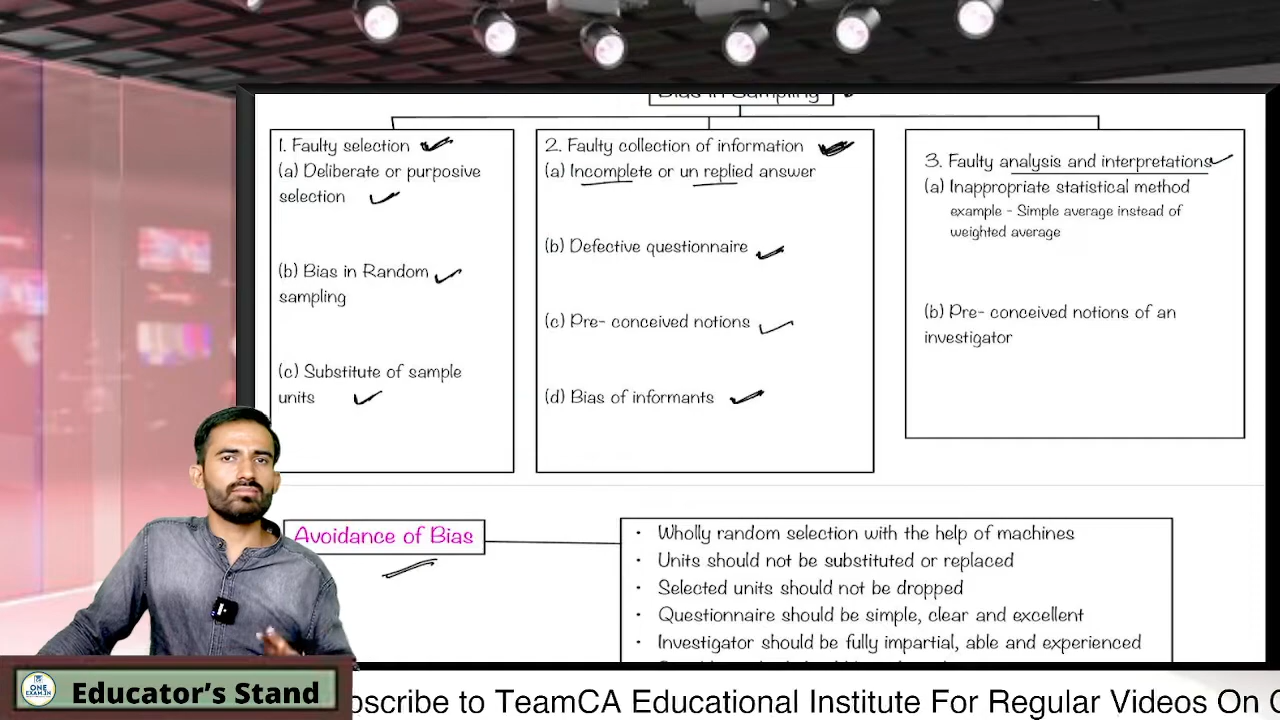 Bias in Sampling
1. Faulty selection
(a) Deliberate or purposive
selection
(b) Bias in Random
sampling
(c) Substitute of sample
units
2. Faulty collection of information
(a) Incomplete or un replied answer
(b) Defective questionnaire
(c) Pre- conceived notions
(d) Bias of informants
3. Faulty analysis and interpretations
(a) Inappropriate statistical method
example - Simple average instead of
weighted average
(b) Pre- conceived notions of an
investigator
Avoidance of Bias
• Wholly random selection with the help of machines
• Units should not be substituted or replaced
• Selected units should not be dropped
• Questionnaire should be simple, clear and excellent
• Investigator should be fully impartial, able and experienced
ONE
EXAM.IN
Educator's Stand
bscribe to TeamCA Educational Institute For Regular Videos On